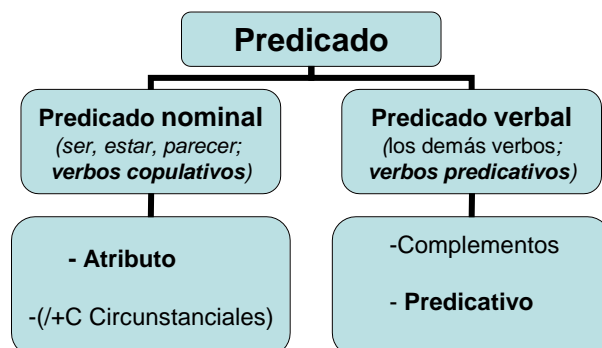 Predicado
Predicado nominal
(ser, estar, parecer;
verbos copulativos)
Predicado verbal
(los demás verbos;
verbos predicativos)
- Atributo
-(/+C Circunstanciales)
-Complementos
- Predicativo